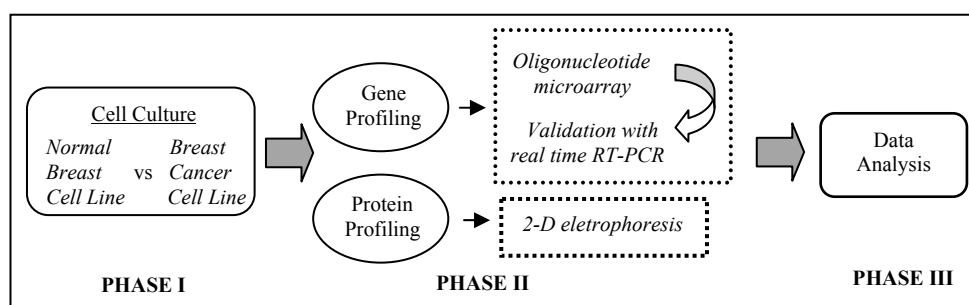 Cell Culture
Normal Breast
Breast vs Cancer
Cell Line Cell Line
PHASE I
Gene
Profiling
Oligonucleotide
microarray
Validation with
real time RT-PCR
Protein
Profiling
2-D eletrophoresis
PHASE II
Data
Analysis
PHASE III